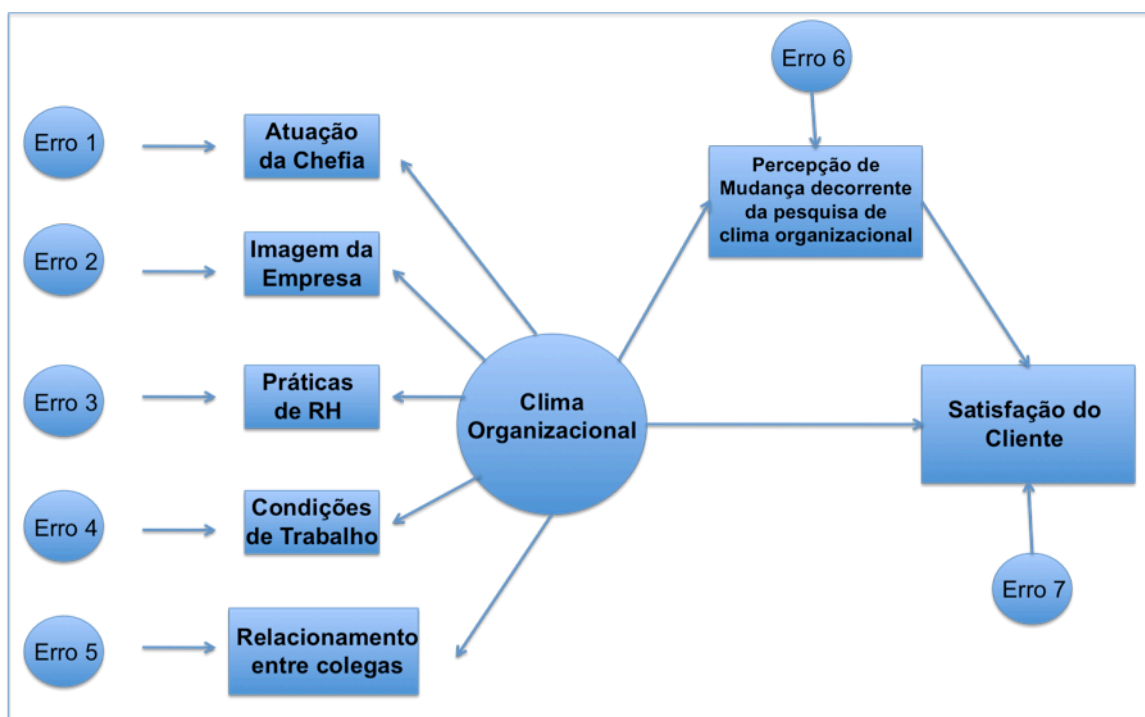 Erro 1
Atuação
da Chefia
Erro 2
Imagem da
Empresa
Erro 3
Práticas
de RH
Erro 4
Condições
de Trabalho
Erro 5
Relacionamento
entre colegas
Clima
Organizacional
Erro 6
Percepção de
Mudança decorrente
da pesquisa de
clima organizacional
Satisfação do
Cliente
Erro 7